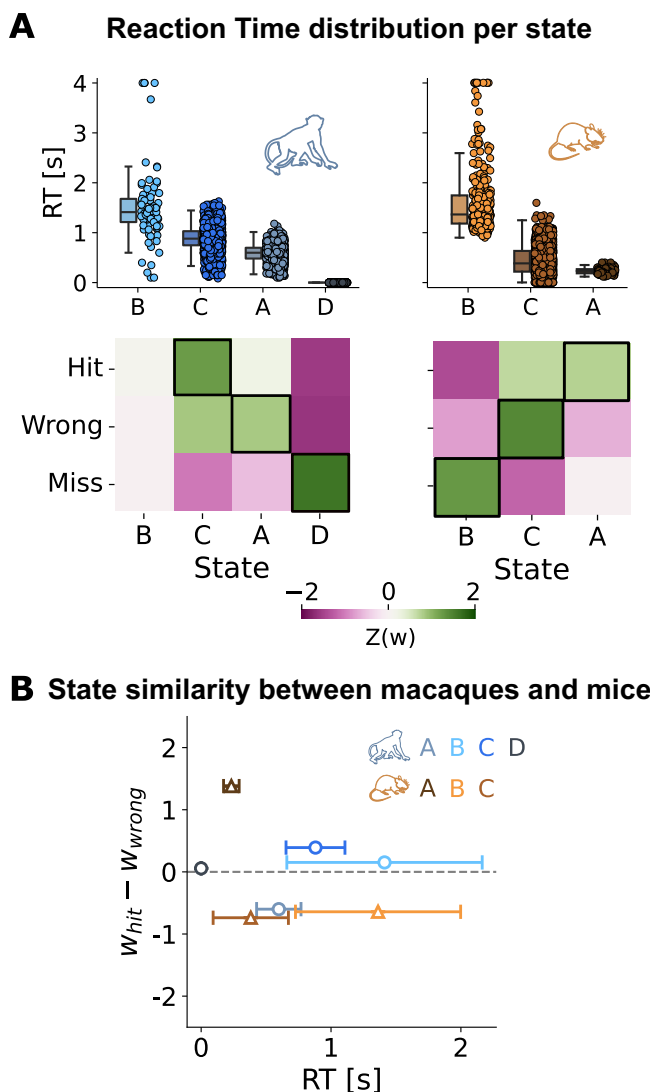 A Reaction Time distribution per state
RT [s]
4
3
2
1
0
B C A D
B C A
Hit
Wrong
Miss
B C A D
State
B C A
State
−2 0 2
Z(w)
B State similarity between macaques and mice
w_hit − w_wrong
2
1
0
-1
-2
A B C D
A B C
0 1 2
RT [s]